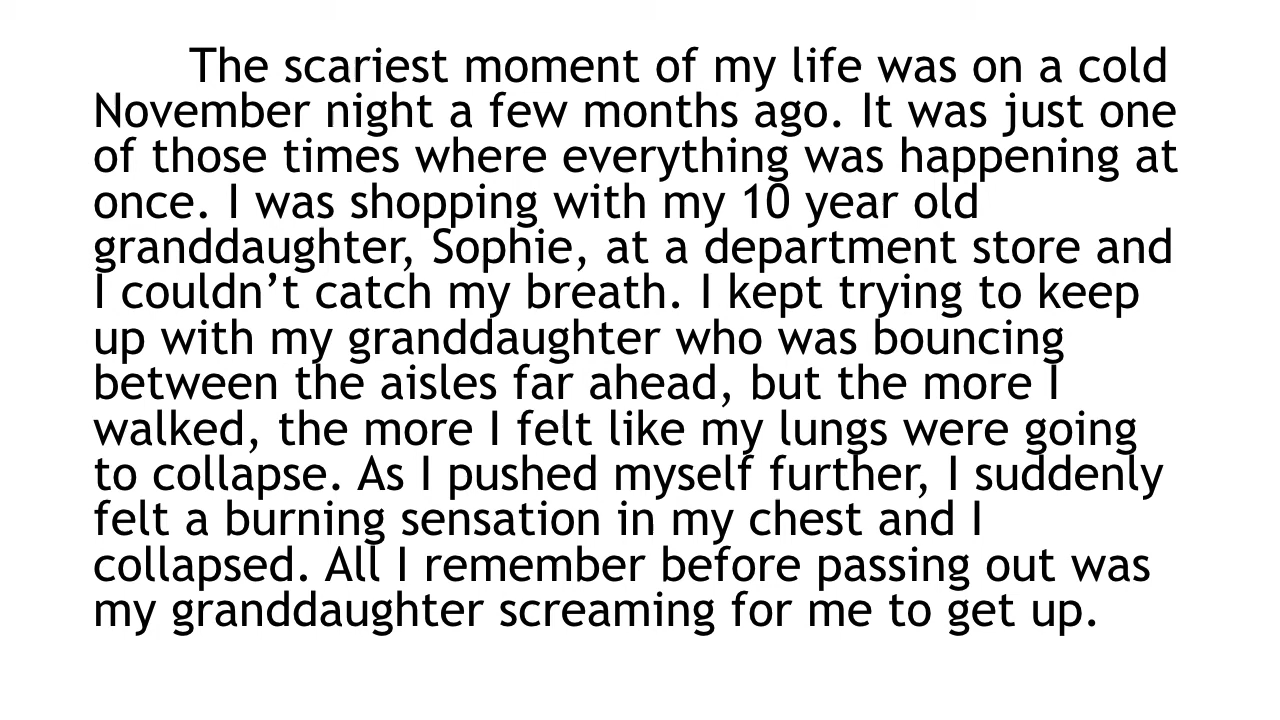 The scariest moment of my life was on a cold
November night a few months ago. It was just one
of those times where everything was happening at
once. I was shopping with my 10 year old
granddaughter, Sophie, at a department store and
I couldn’t catch my breath. I kept trying to keep
up with my granddaughter who was bouncing
between the aisles far ahead, but the more I
walked, the more I felt like my lungs were going
to collapse. As I pushed myself further, I suddenly
felt a burning sensation in my chest and I
collapsed. All I remember before passing out was
my granddaughter screaming for me to get up.